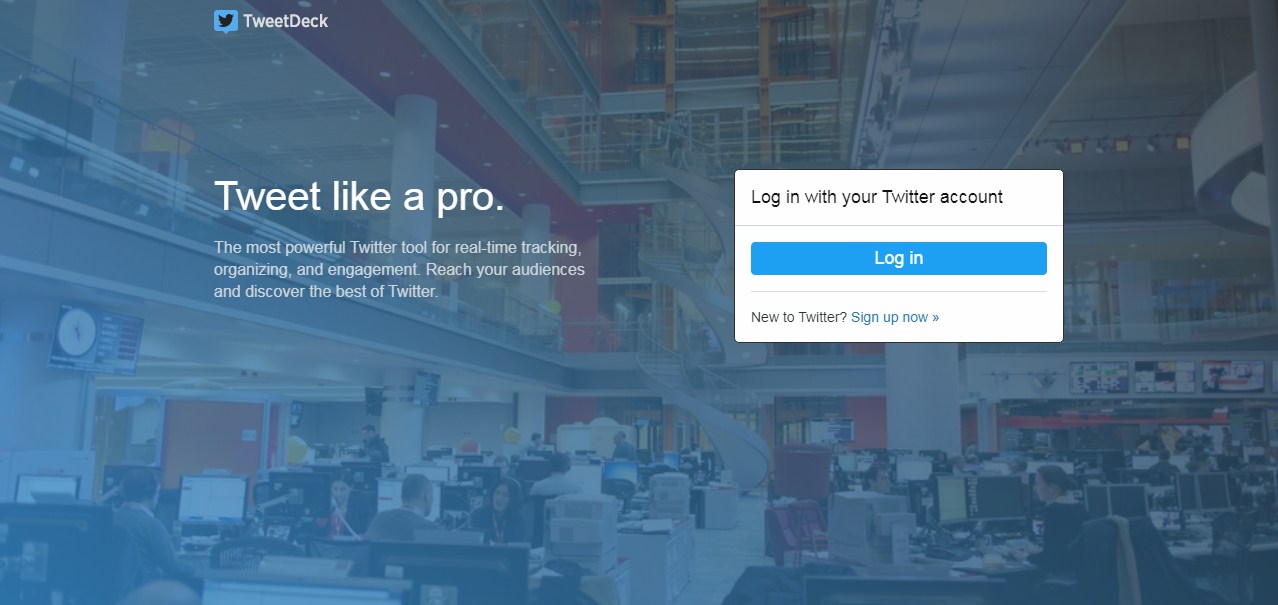 TweetDeck
Tweet like a pro.
The most powerful Twitter tool for real-time tracking,
organizing, and engagement. Reach your audiences
and discover the best of Twitter.
Log in with your Twitter account
Log in
New to Twitter? Sign up now »